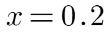 x = 0.2